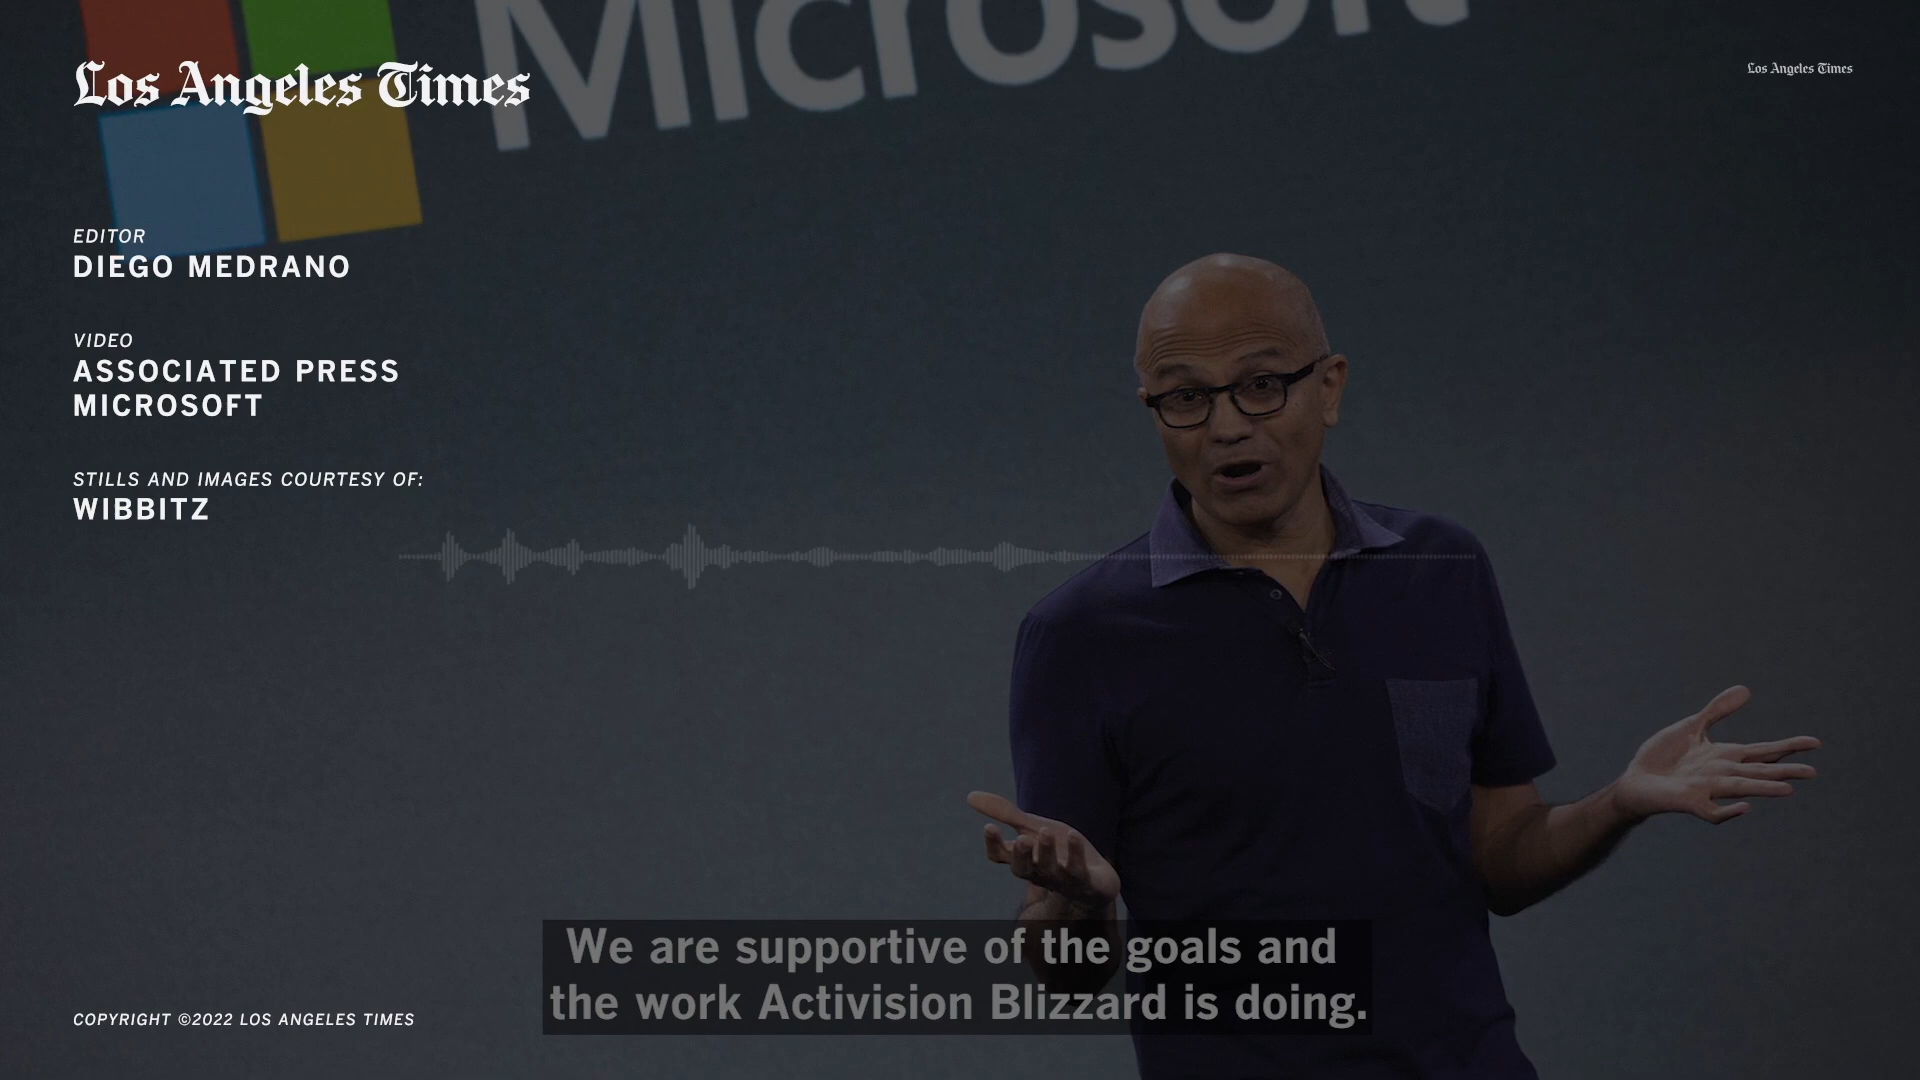 Microsoft
Los Angeles Times
Los Angeles Times
EDITOR
DIEGO MEDRANO
VIDEO
ASSOCIATED PRESS
MICROSOFT
STILLS AND IMAGES COURTESY OF:
WIBBITZ
We are supportive of the goals and
the work Activision Blizzard is doing.
COPYRIGHT ©2022 LOS ANGELES TIMES